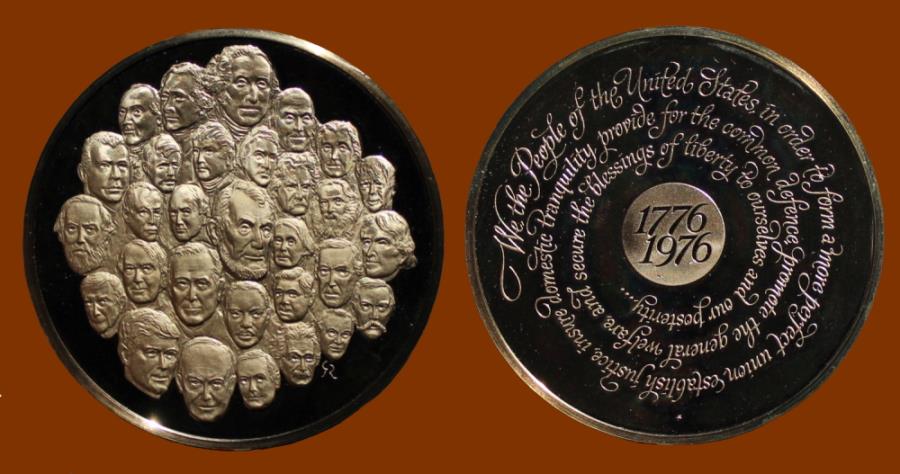 GR
We the People of the United States, in order to form a more perfect union establish justice, insure domestic tranquility, provide for the common defence, promote the general welfare and secure the blessings of liberty to ourselves and our posterity....
1776
1976